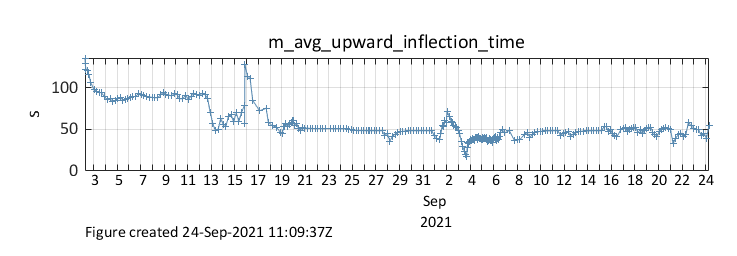 m_avg_upward_inflection_time
100
50
0
s
3 5 7 9 11 13 15 17 19 21 23 25 27 29 31 2 4 6 8 10 12 14 16 18 20 22 24
Sep
2021
Figure created 24-Sep-2021 11:09:37Z